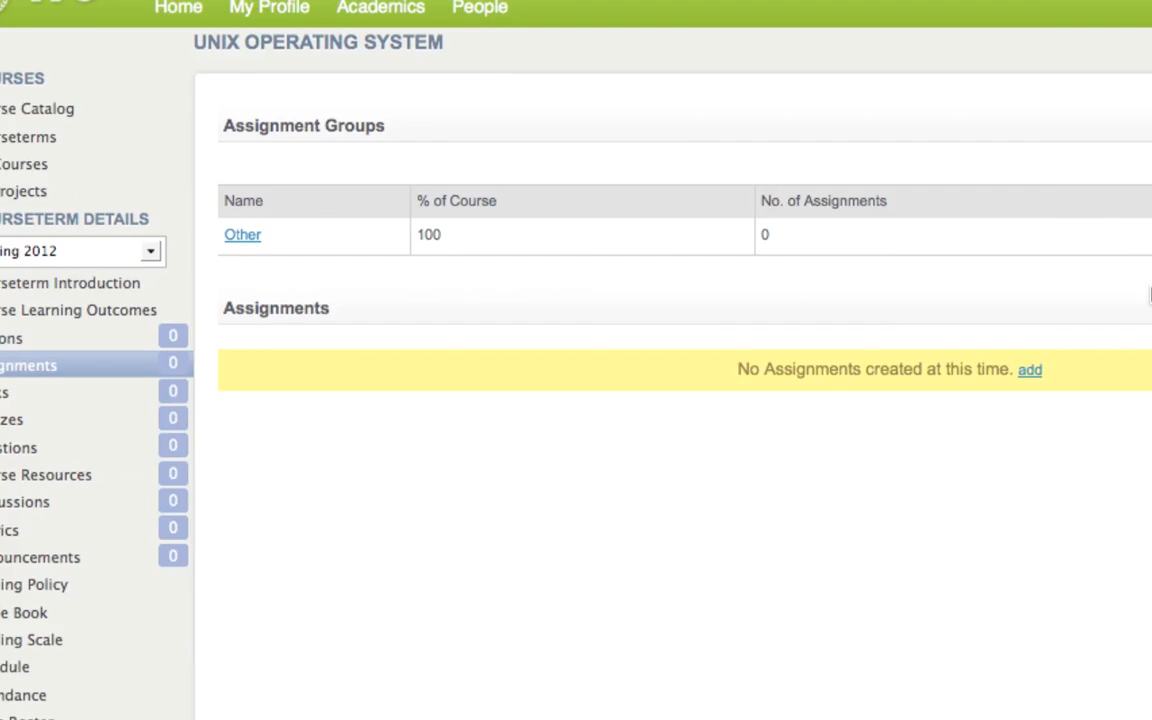 Home My Profile Academics People
UNIX OPERATING SYSTEM
URSES
se Catalog
seterms
Courses
rojects
URSETERM DETAILS
ing 2012
seterm Introduction
se Learning Outcomes
ons 0
gnments 0
s 0
zes 0
stions 0
se Resources 0
ussions 0
ics 0
ouncements 0
ing Policy
e Book
ing Scale
dule
ndance
Assignment Groups
Name % of Course No. of Assignments
Other 100 0
Assignments
No Assignments created at this time. add